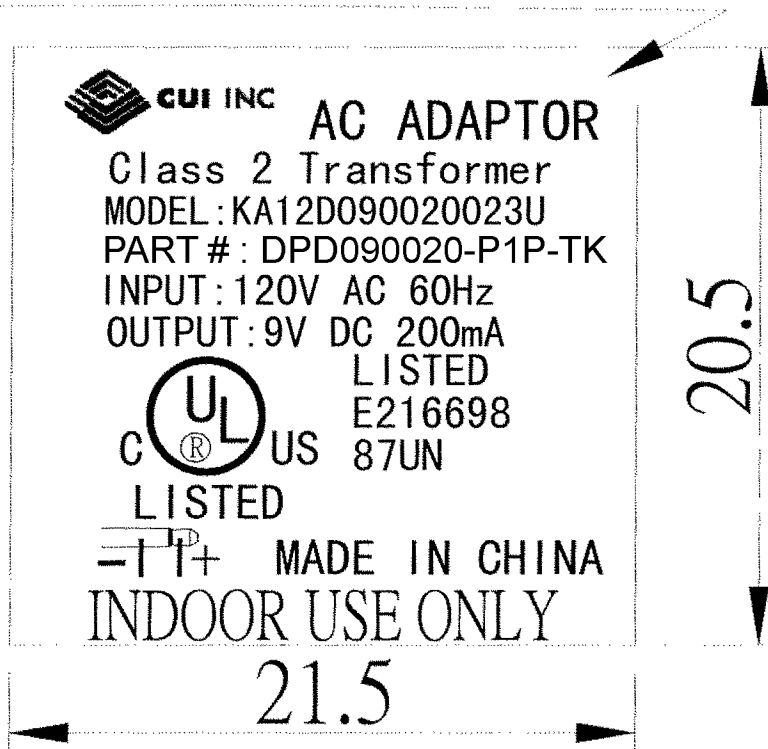 CUI INC
AC ADAPTOR
Class 2 Transformer
MODEL:KA12D090020023U
PART #: DPD090020-P1P-TK
INPUT:120V AC 60Hz
OUTPUT:9V DC 200mA
LISTED
E216698
87UN
C UL ® US
LISTED
-+ MADE IN CHINA
INDOOR USE ONLY
20.5
21.5